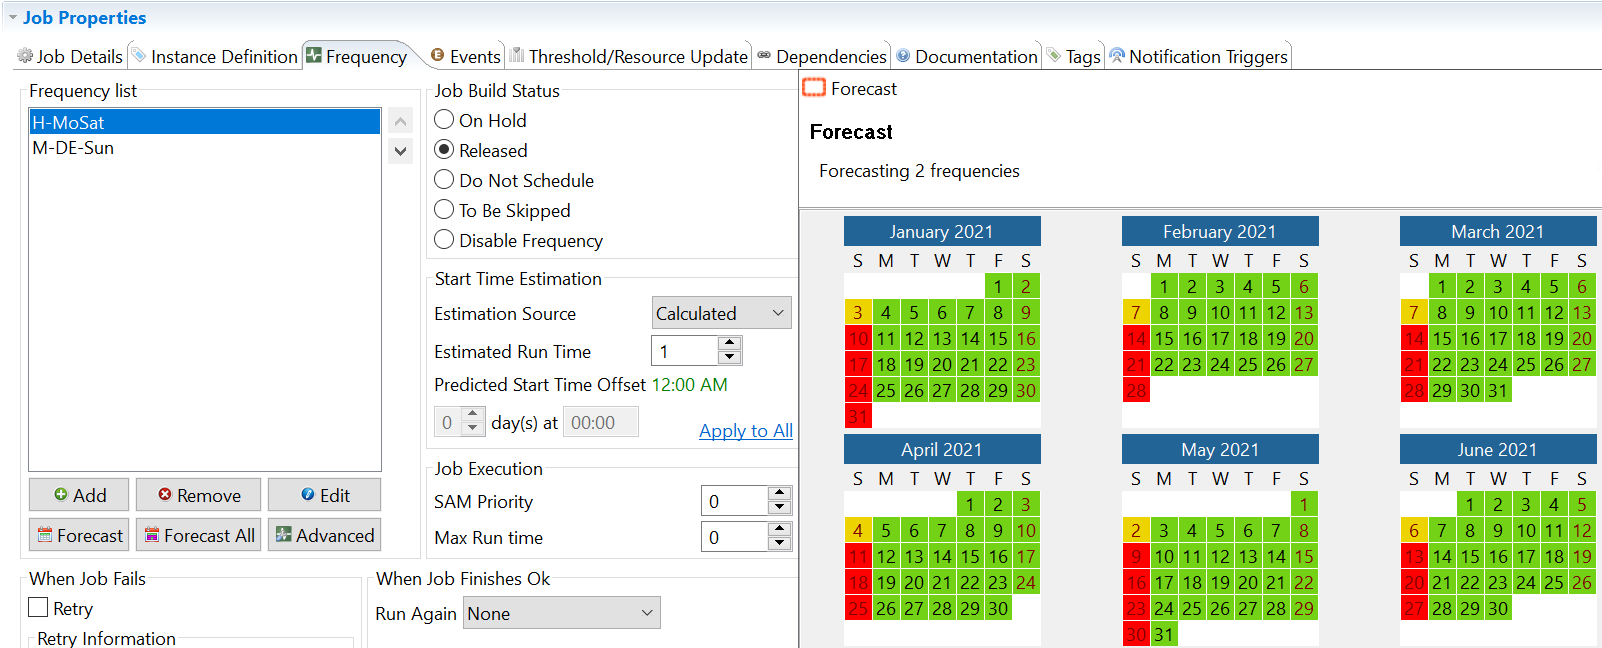 Job Properties
Job Details Instance Definition Frequency Events Threshold/Resource Update Dependencies Documentation Tags Notification Triggers
Frequency list
H-MoSat
M-DE-Sun
Add Remove Edit
Forecast Forecast All Advanced
Job Build Status
On Hold
Released
Do Not Schedule
To Be Skipped
Disable Frequency
Start Time Estimation
Estimation Source Calculated
Estimated Run Time 1
Predicted Start Time Offset 12:00 AM
0 day(s) at 00:00
Apply to All
Job Execution
SAM Priority 0
Max Run time 0
When Job Fails
Retry
Retry Information
When Job Finishes Ok
Run Again None
Forecast
Forecast
Forecasting 2 frequencies
January 2021
S M T W T F S
1 2
3 4 5 6 7 8 9
10 11 12 13 14 15 16
17 18 19 20 21 22 23
24 25 26 27 28 29 30
31
February 2021
S M T W T F S
1 2 3 4 5 6
7 8 9 10 11 12 13
14 15 16 17 18 19 20
21 22 23 24 25 26 27
28
March 2021
S M T W T F S
1 2 3 4 5 6
7 8 9 10 11 12 13
14 15 16 17 18 19 20
21 22 23 24 25 26 27
28 29 30 31
April 2021
S M T W T F S
1 2 3
4 5 6 7 8 9 10
11 12 13 14 15 16 17
18 19 20 21 22 23 24
25 26 27 28 29 30
May 2021
S M T W T F S
1
2 3 4 5 6 7 8
9 10 11 12 13 14 15
16 17 18 19 20 21 22
23 24 25 26 27 28 29
30 31
June 2021
S M T W T F S
1 2 3 4 5
6 7 8 9 10 11 12
13 14 15 16 17 18 19
20 21 22 23 24 25 26
27 28 29 30